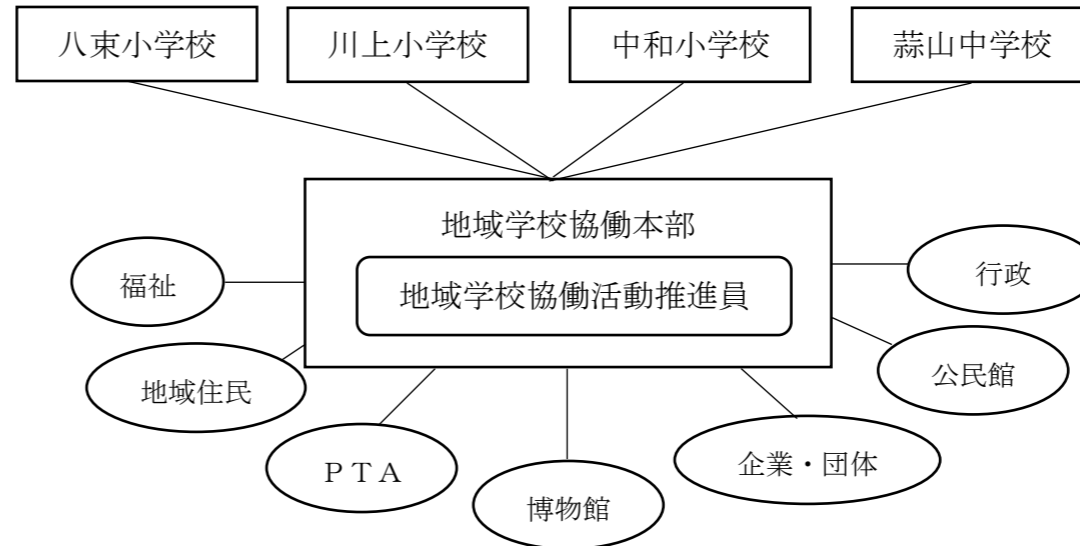 八束小学校
川上小学校
中和小学校
蒜山中学校
地域学校協働本部
地域学校協働活動推進員
福祉
行政
地域住民
公民館
ＰＴＡ
企業・団体
博物館